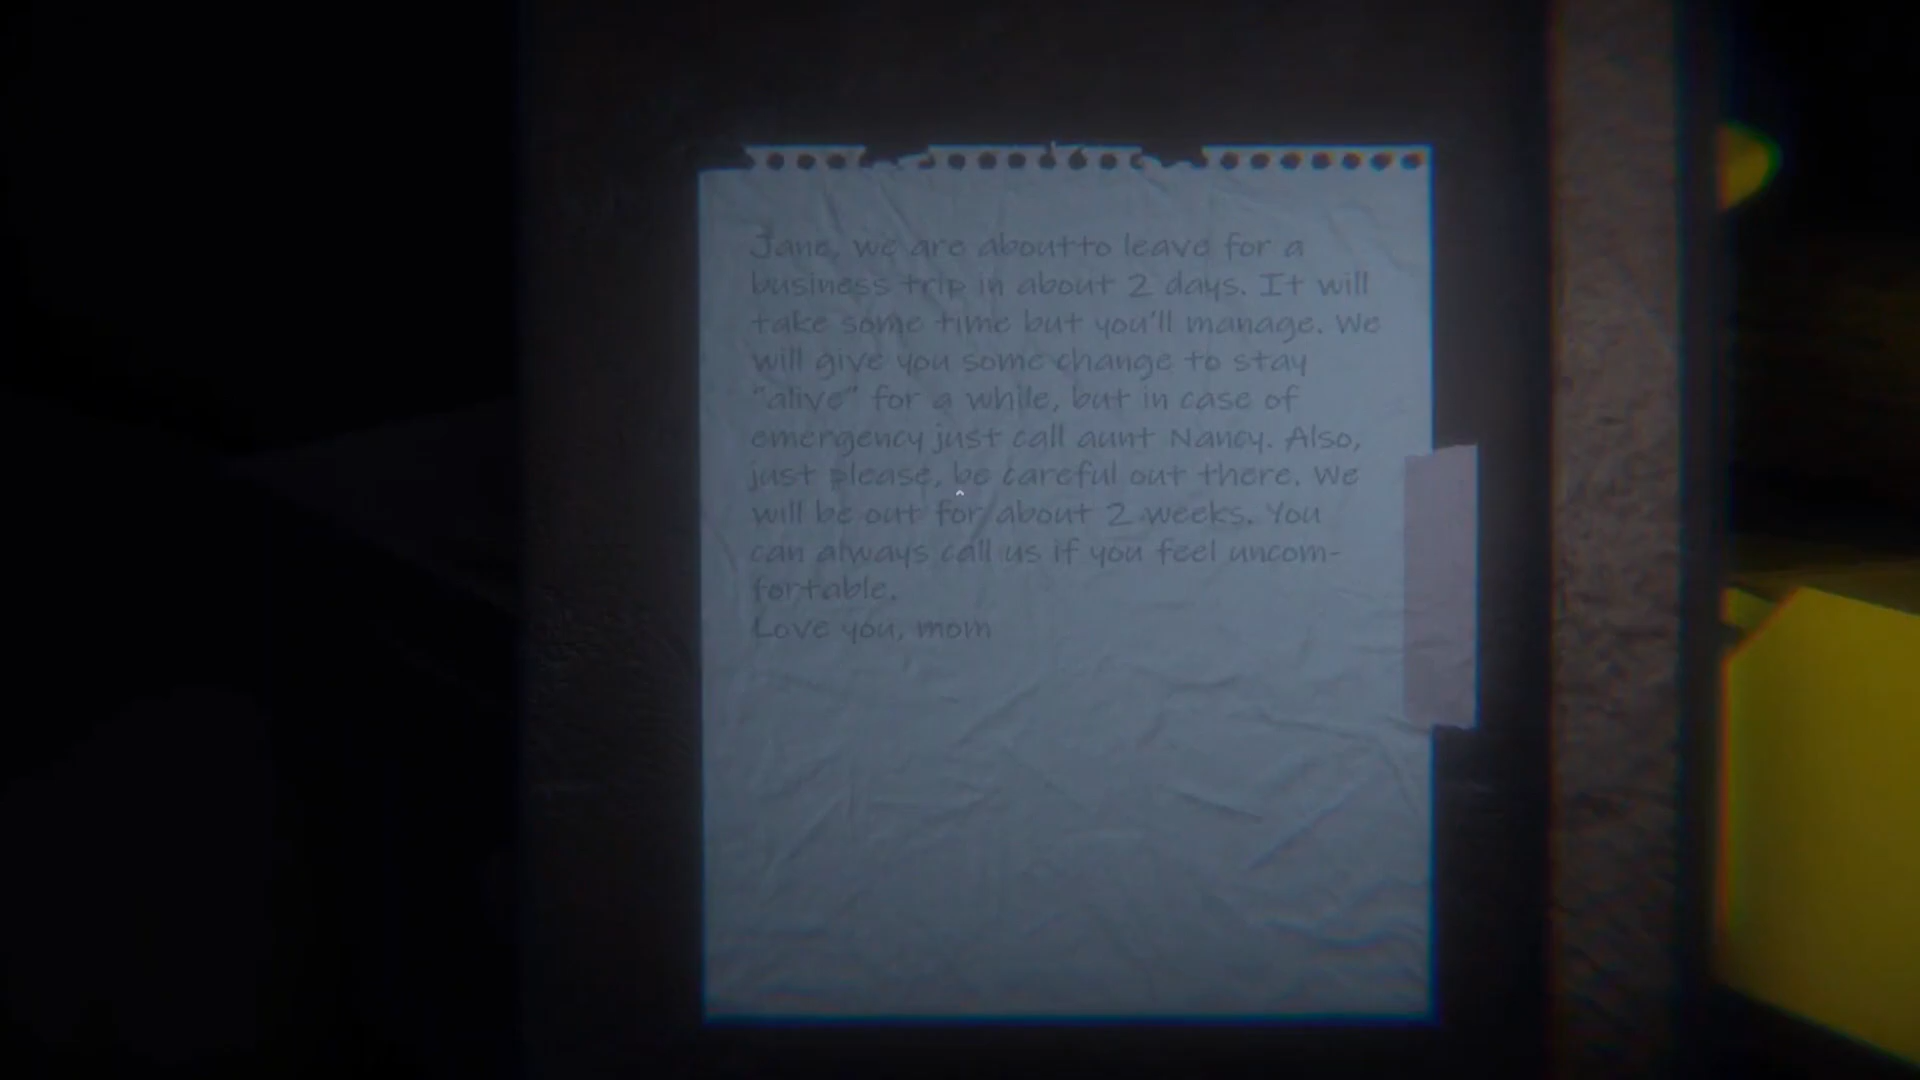 Jane, we are about to leave for a
business trip in about 2 days. It will
take some time but you'll manage. We
will give you some change to stay
"alive" for a while, but in case of
emergency just call aunt Nancy. Also,
just please, be careful out there. We
will be out for about 2 weeks. You
can always call us if you feel uncom-
fortable.
Love you, mom